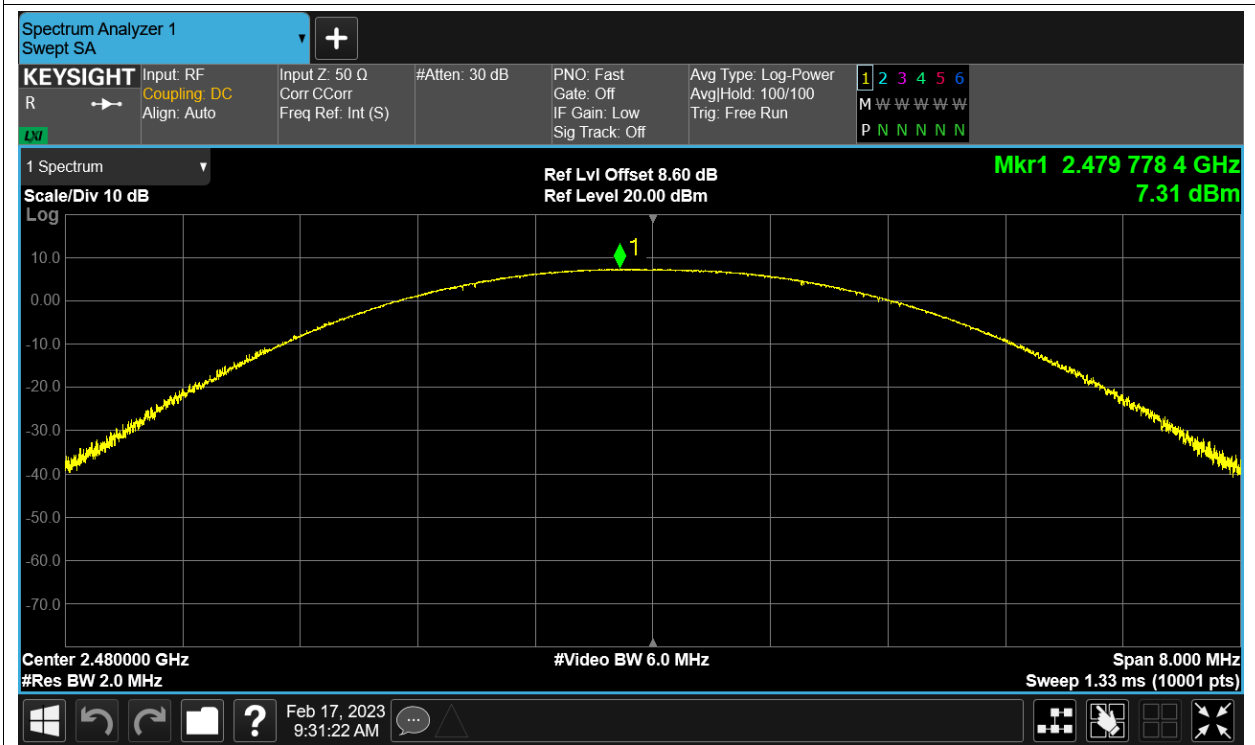 Spectrum Analyzer 1
Swept SA
+
KEYSIGHT
R
LXI
Input: RF
Coupling: DC
Align: Auto
Input Z: 50 Ω
Corr CCorr
Freq Ref: Int (S)
#Atten: 30 dB
PNO: Fast
Gate: Off
IF Gain: Low
Sig Track: Off
Avg Type: Log-Power
Avg|Hold: 100/100
Trig: Free Run
1 2 3 4 5 6
M W W W W W
P N N N N N
1 Spectrum
Scale/Div 10 dB
Log
Ref Lvl Offset 8.60 dB
Ref Level 20.00 dBm
Mkr1 2.479 778 4 GHz
7.31 dBm
1
10.0
0.00
-10.0
-20.0
-30.0
-40.0
-50.0
-60.0
-70.0
Center 2.480000 GHz
#Res BW 2.0 MHz
#Video BW 6.0 MHz
Span 8.000 MHz
Sweep 1.33 ms (10001 pts)
?
Feb 17, 2023
9:31:22 AM